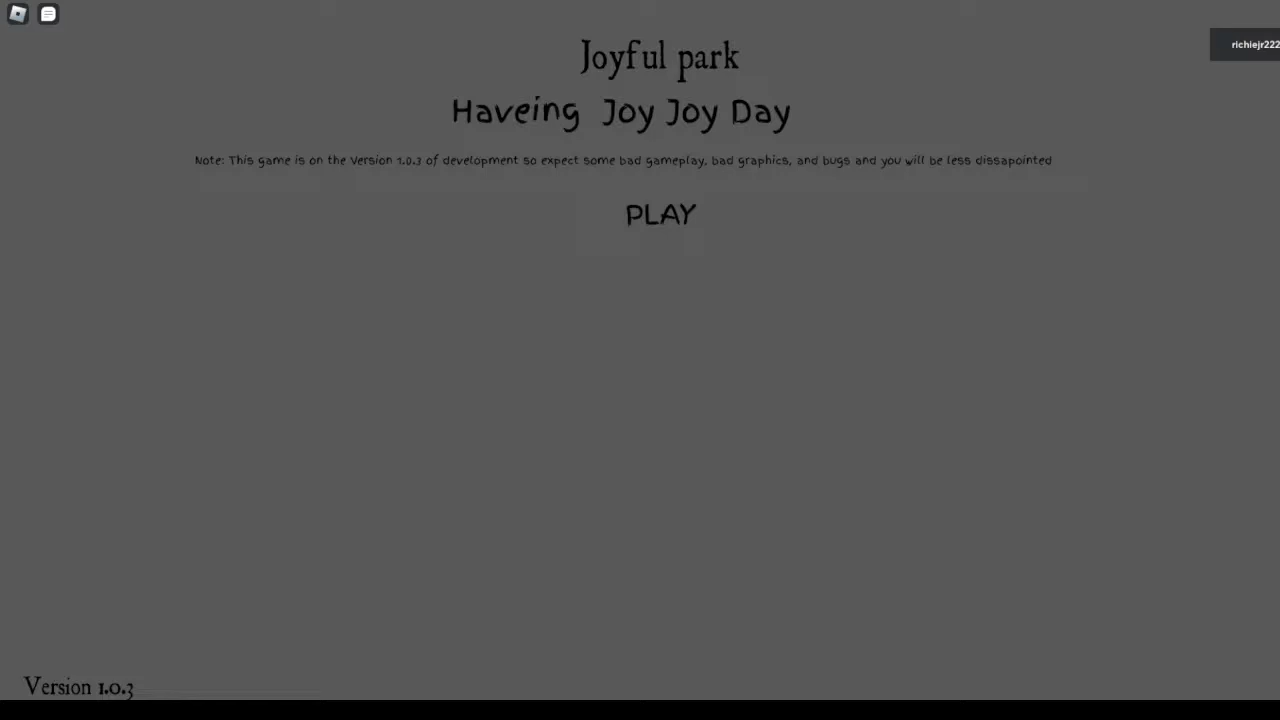 richiejr222
Joyful park
Haveing Joy Joy Day
Note: This game is on the Version 1.0.3 of development so expect some bad gameplay, bad graphics, and bugs and you will be less dissapointed
PLAY
Version 1.0.3